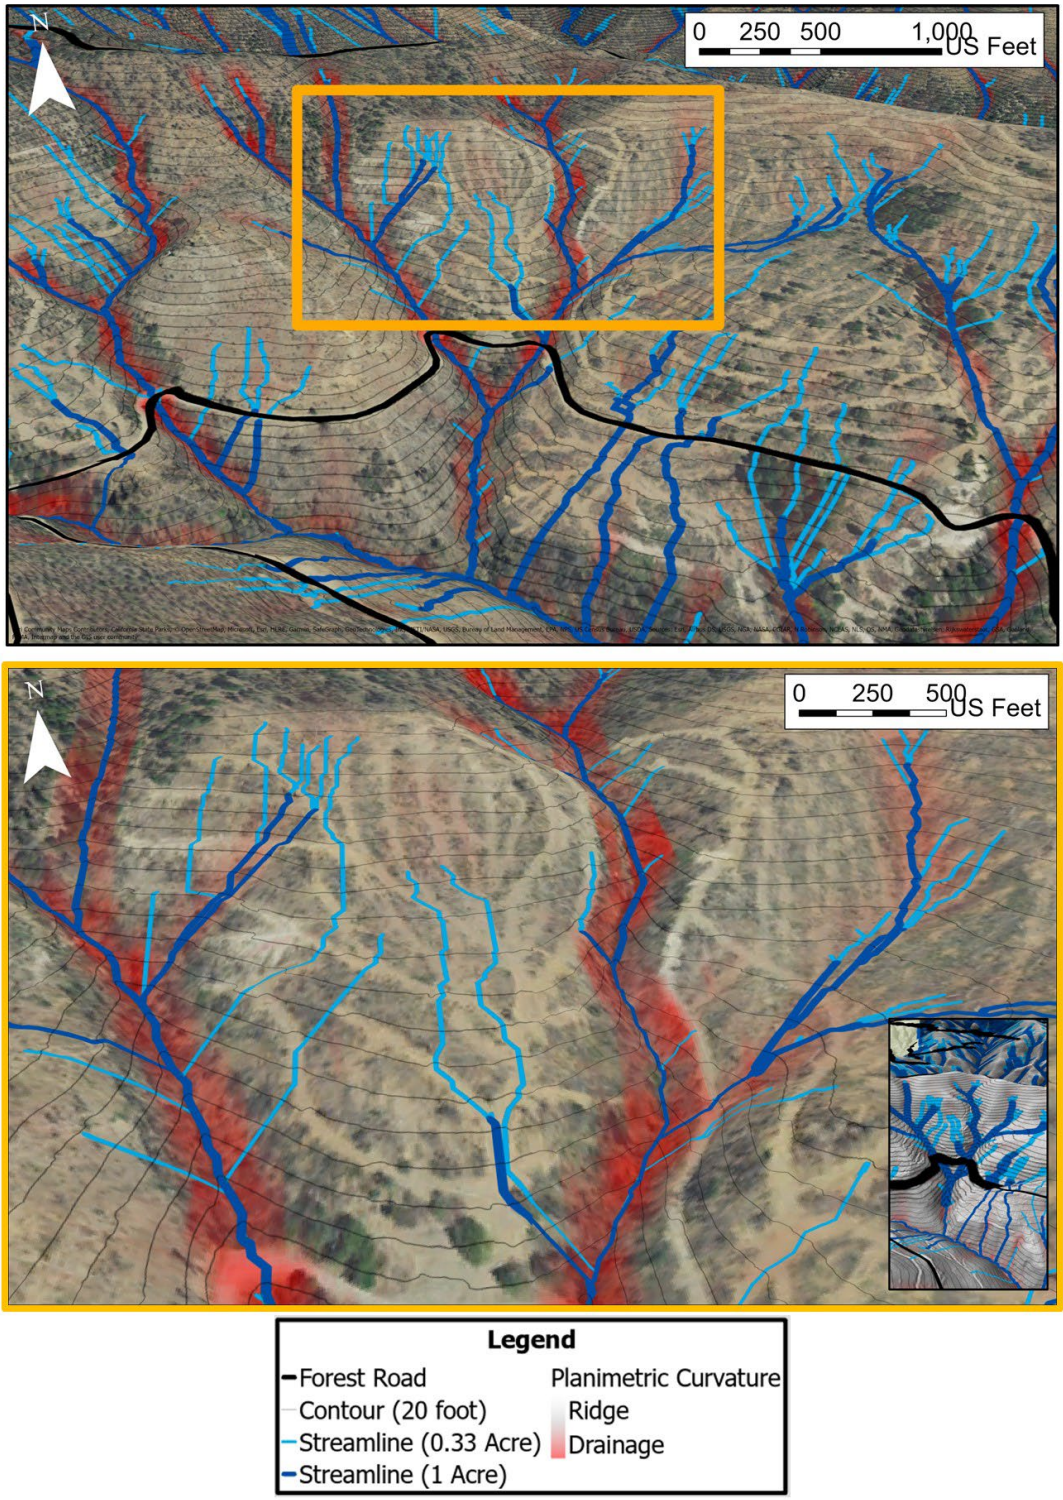 N
0 250 500 1,000
US Feet
N
0 250 500
US Feet
Legend
Forest Road
Contour (20 foot)
Streamline (0.33 Acre)
Streamline (1 Acre)
Planimetric Curvature
Ridge
Drainage